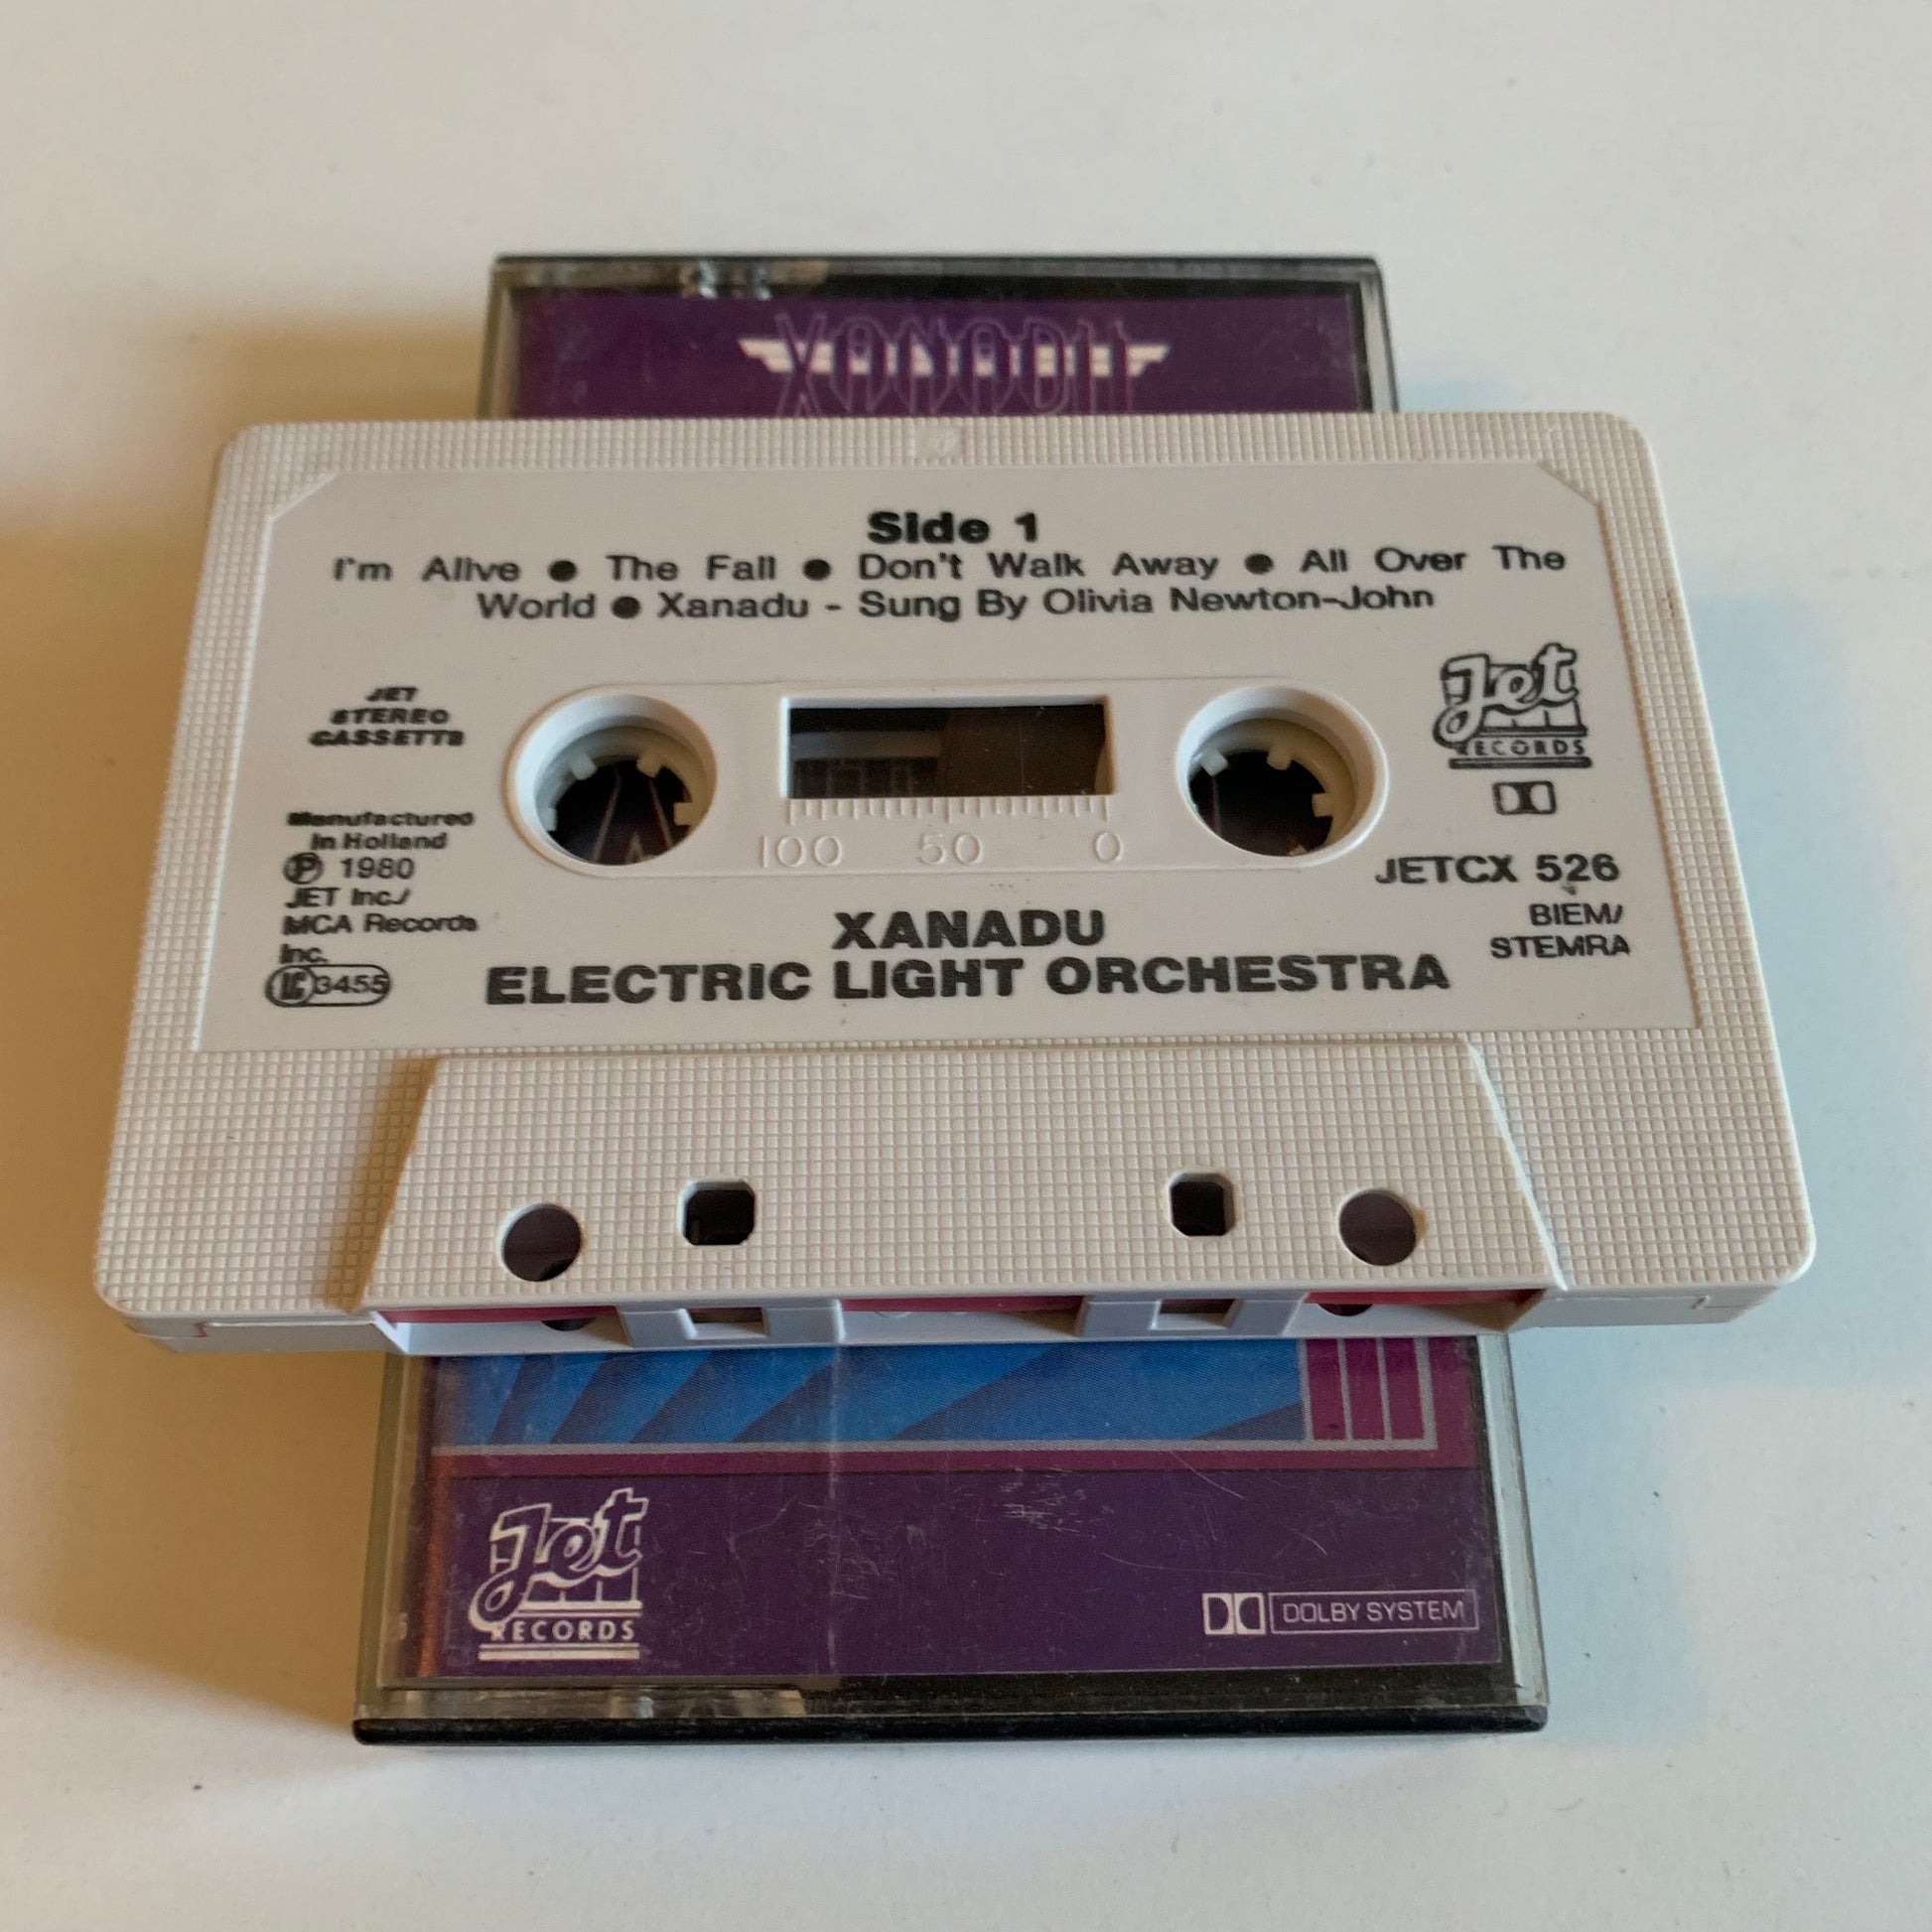 XANADU
Side 1
I'm Alive ● The Fall ● Don't Walk Away ● All Over The
World ● Xanadu - Sung By Olivia Newton-John
JET
STEREO
CASSETTE
Jet
RECORDS
Manufactured
In Holland
Ⓟ 1980
JET Inc./
MCA Records
Inc.
LC 3455
100 50 0
JETCX 526
BIEM/
STEMRA
XANADU
ELECTRIC LIGHT ORCHESTRA
Jet
RECORDS
DOLBY SYSTEM